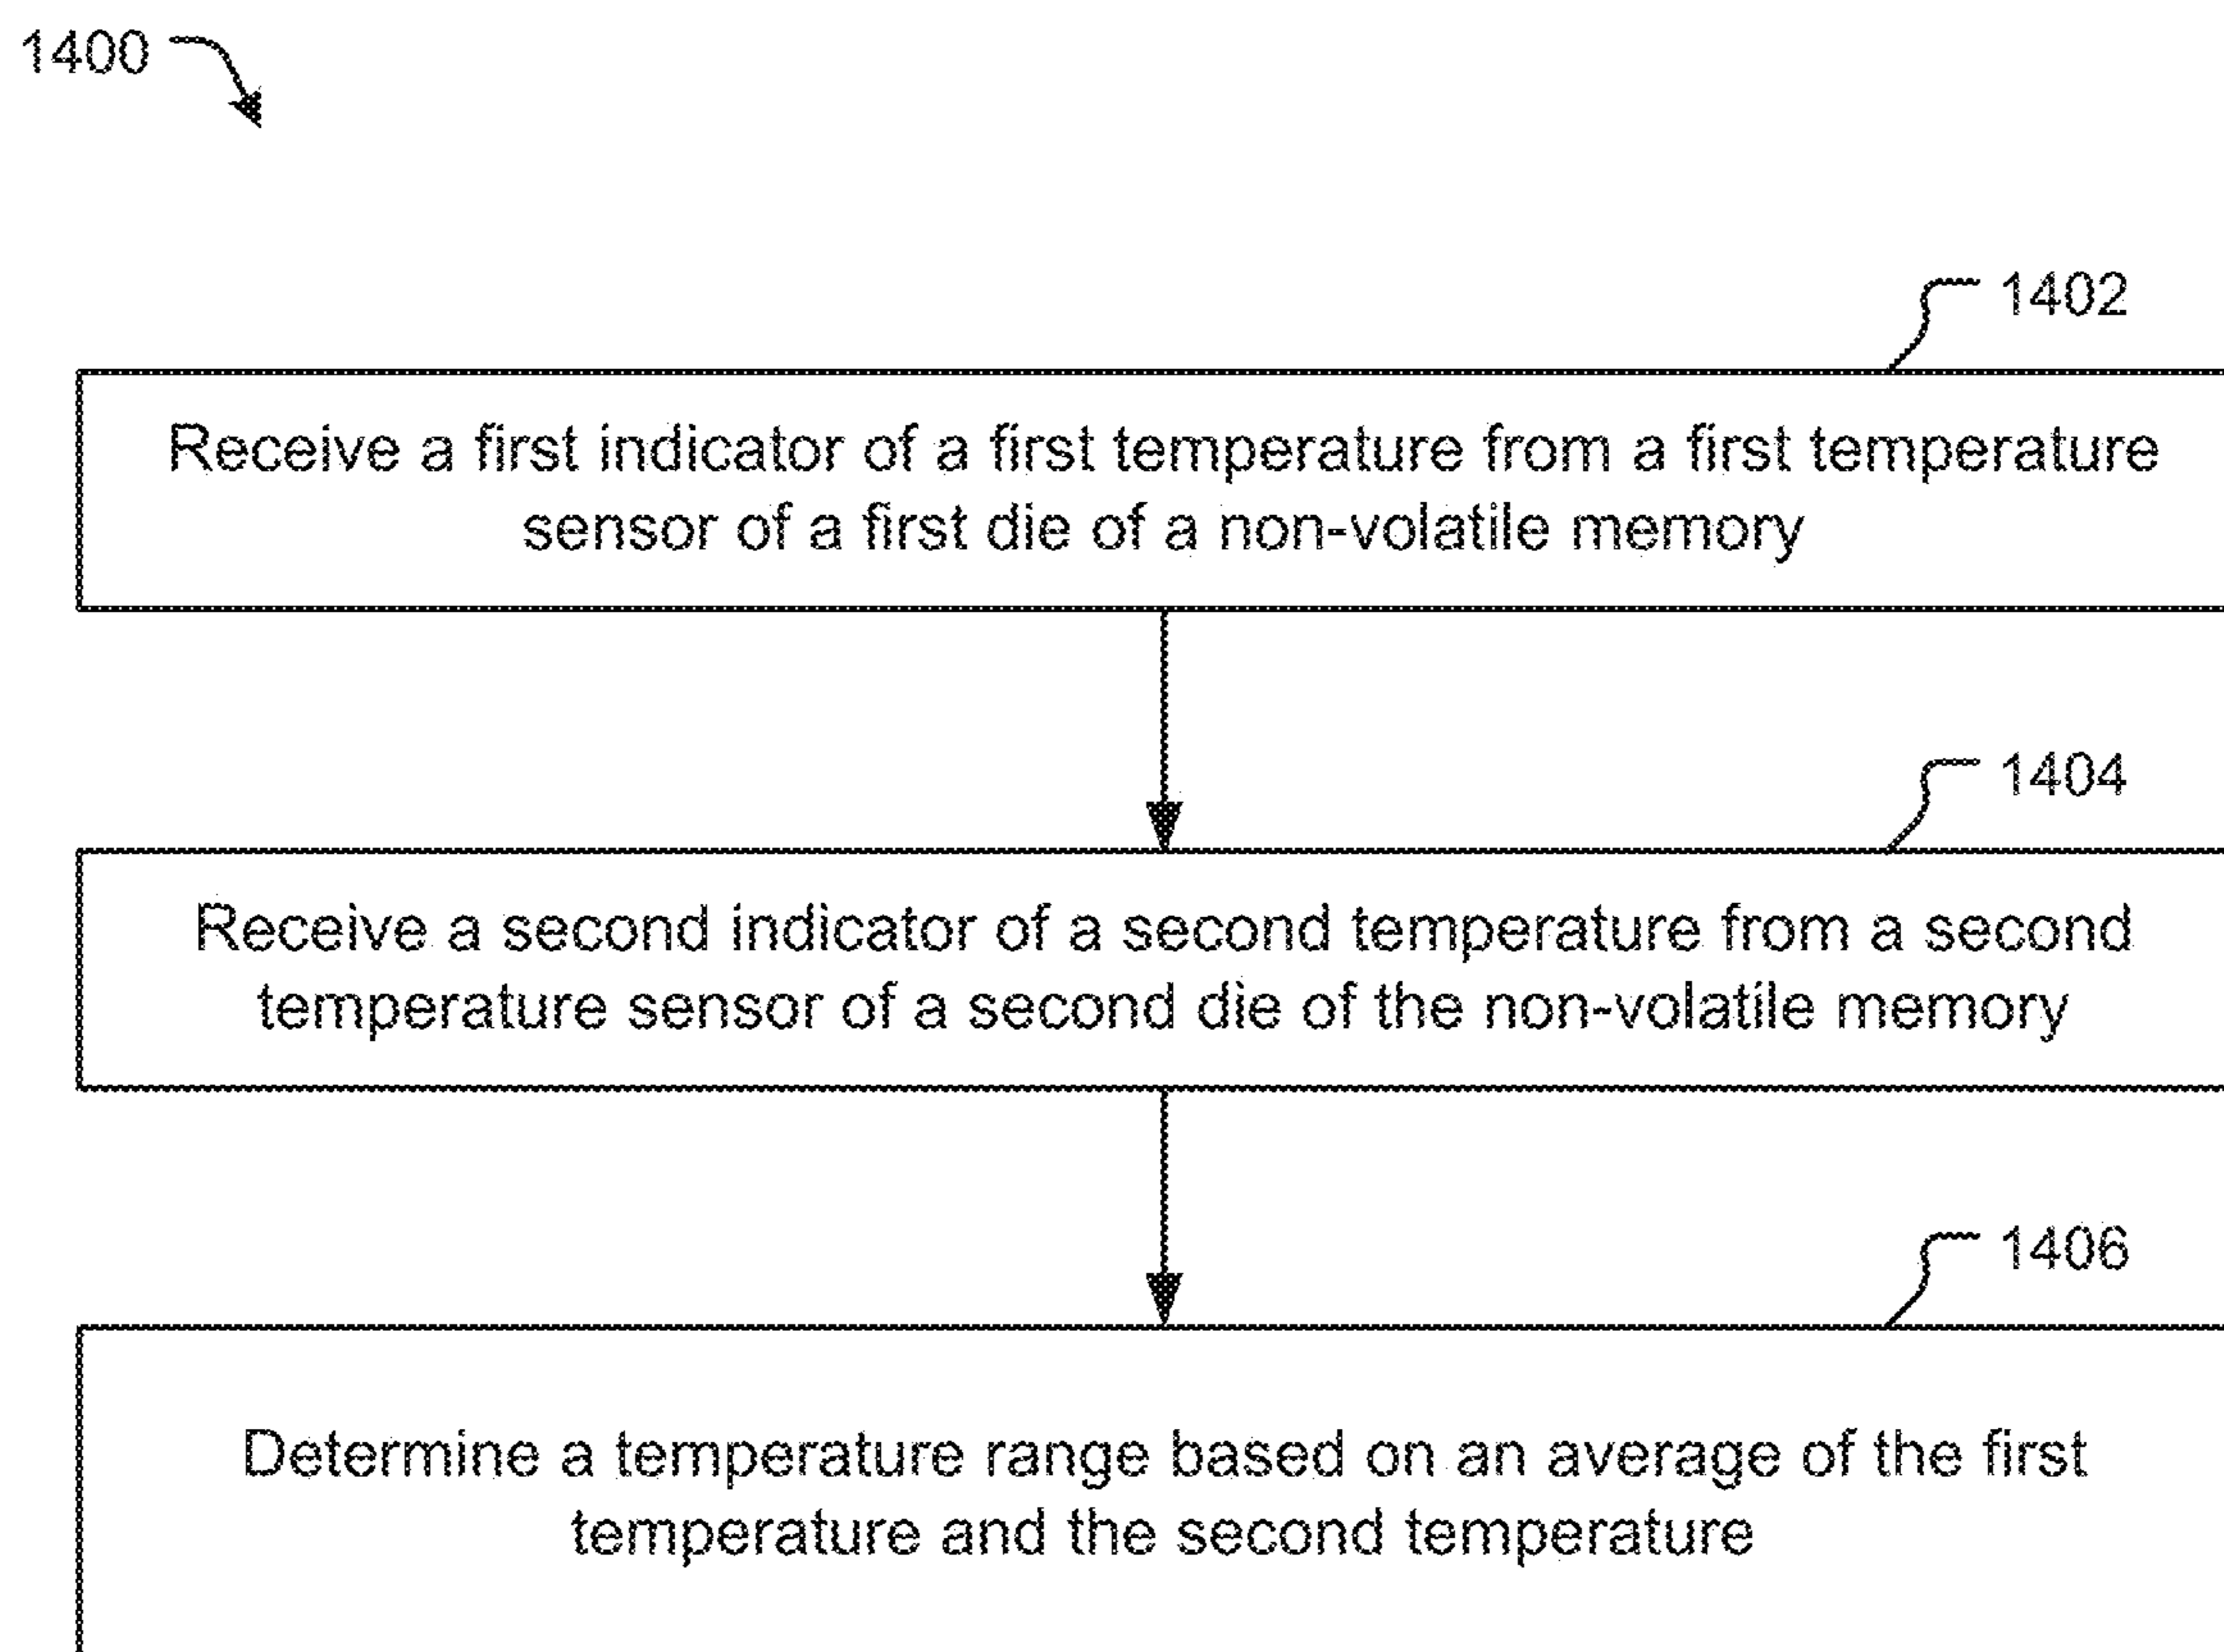 1400
1402
Receive a first indicator of a first temperature from a first temperature
sensor of a first die of a non-volatile memory
1404
Receive a second indicator of a second temperature from a second
temperature sensor of a second die of the non-volatile memory
1406
Determine a temperature range based on an average of the first
temperature and the second temperature